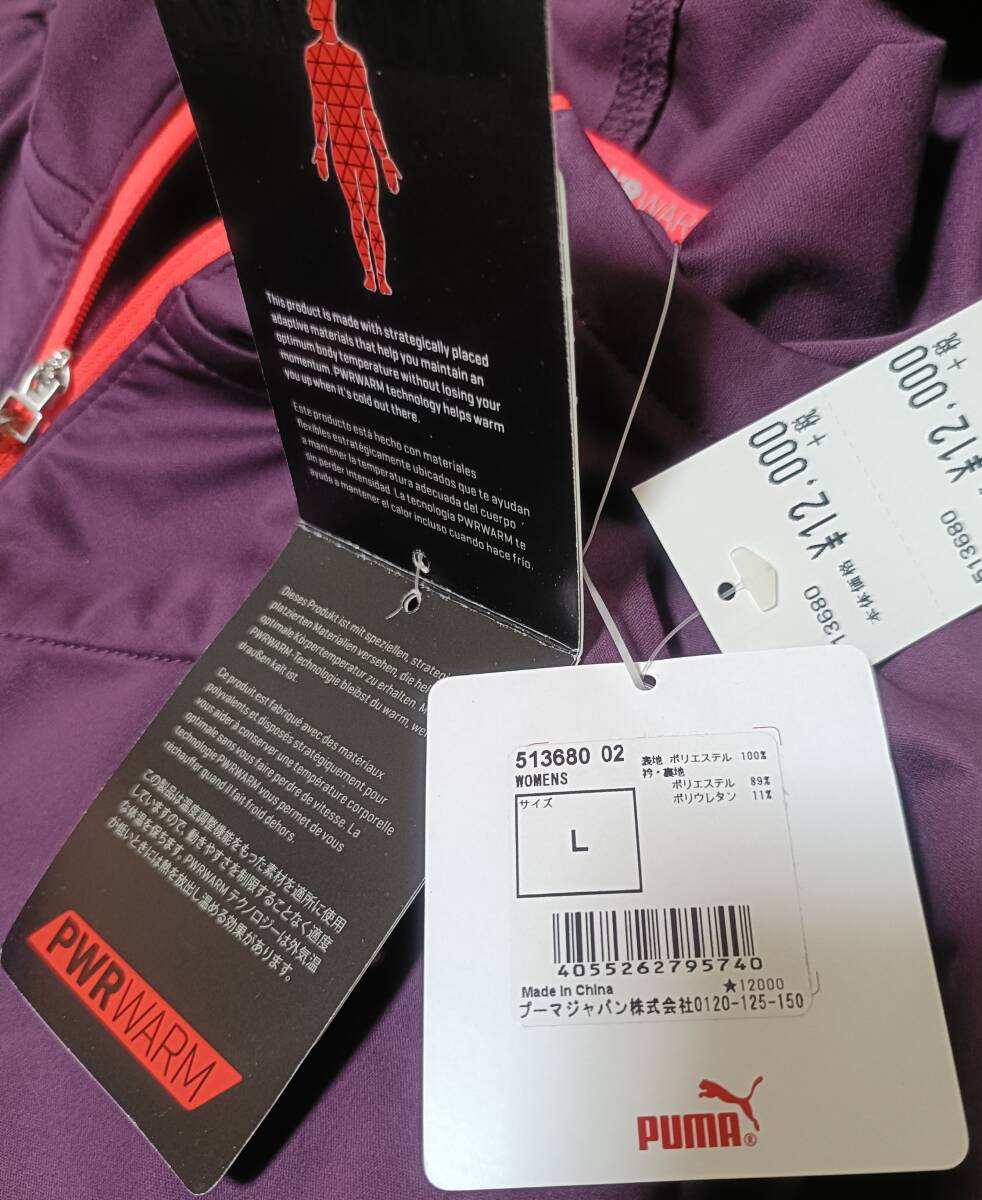 This product is made with strategically placed
adaptive materials that help you maintain an
optimum body temperature without losing your
momentum. PWRWARM technology helps warm
you up when it's cold out there.
Este producto está hecho con materiales
flexibles estratégicamente ubicados que te ayudan
a mantener la temperatura adecuada del cuerpo
sin perder intensidad. La tecnología PWRWARM te
ayuda a mantener el calor incluso cuando hace frío.
Dieses Produkt ist mit speziellen,
platzierten Materialien versehen, die
optimale Körpertemperatur zu erhalten.
PWRWARM-Technologie bleibst du warm,
draußen kalt ist.
Ce produit est fabriqué avec des matériaux
polyvalents et disposés stratégiquement pour
vous aider à conserver une température corporelle
optimale sans vous faire perdre de vitesse. La
technologie PWRWARM vous permet de vous
réchauffer quand il fait froid dehors.
この製品は温度調整機能をもった素材を適所に使用
していますので、動きやすさを制限することなく適度
な体温を保ちます。PWRWARM テクノロジーは外気温
が低いときには熱を放出し温める効果があります。
PWRWARM
WARM
13680
本体価格 ¥12,000
+税
513680
¥12,000
+税
513680 02
WOMENS
サイズ
L
表地 ポリエステル 100%
衿・裏地
ポリエステル 89%
ポリウレタン 11%
4055262795740
Made in China ★12000
プーマジャパン株式会社0120-125-150
PUMA®